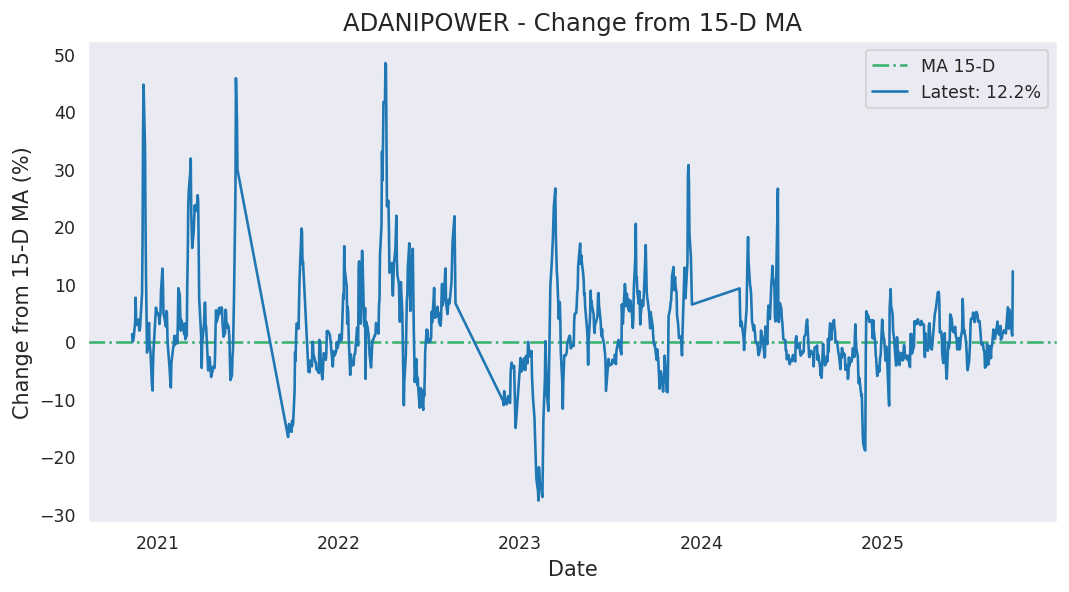 ADANIPOWER - Change from 15-D MA
MA 15-D
Latest: 12.2%
Change from 15-D MA (%)
50
40
30
20
10
0
−10
−20
−30
2021
2022
2023
2024
2025
Date